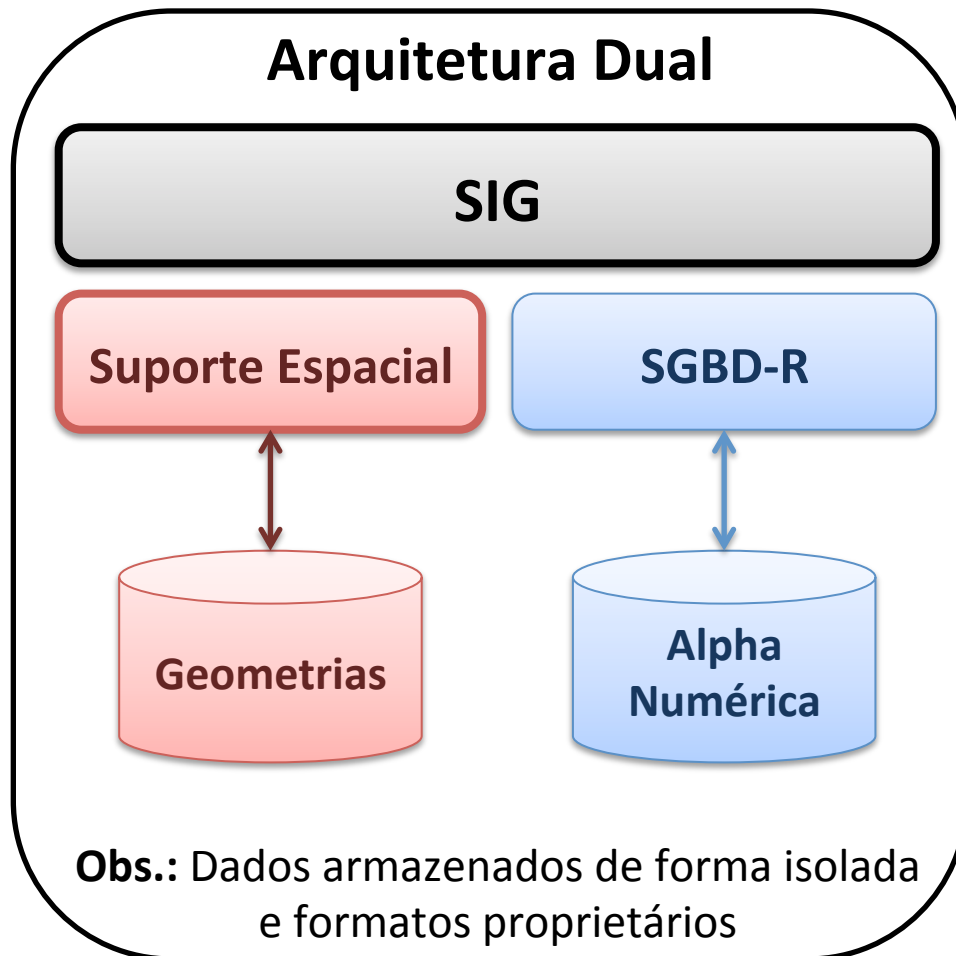 Arquitetura Dual
SIG
Suporte Espacial
SGBD-R
Geometrias
Alpha
Numérica
Obs.: Dados armazenados de forma isolada
e formatos proprietários